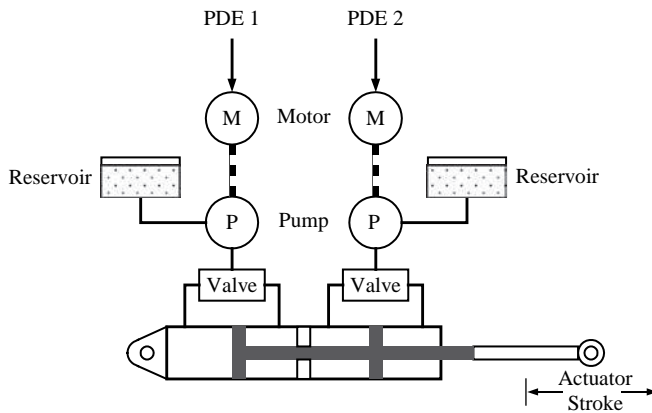 PDE 1
PDE 2
M
Motor
M
Reservoir
Reservoir
P
Pump
P
Valve
Valve
Actuator
Stroke